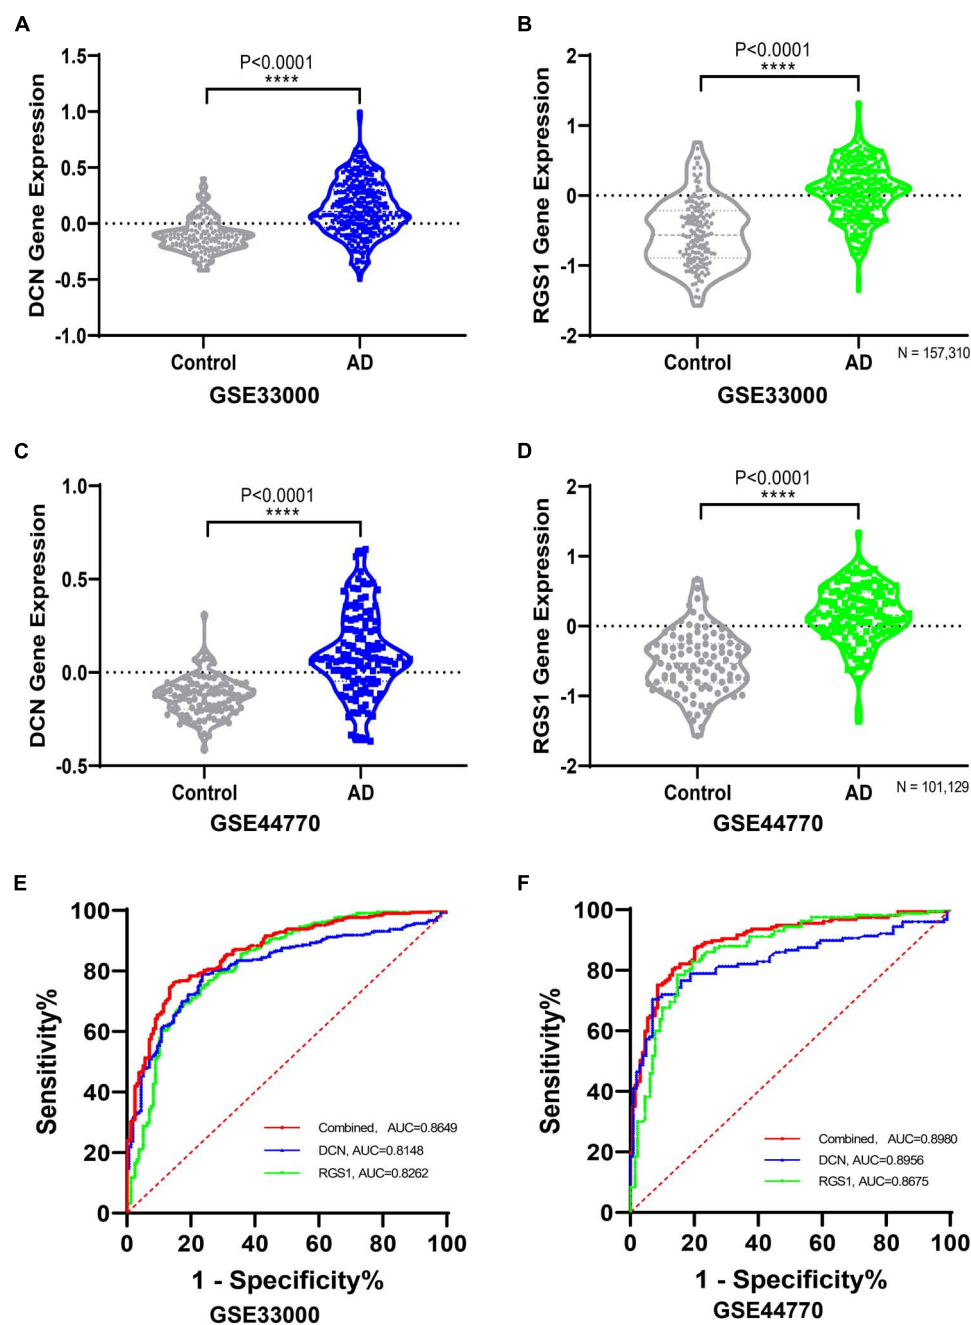 A
DCN Gene Expression
1.5
1.0
0.5
0.0
-0.5
-1.0
P<0.0001
****
Control
AD
GSE33000
B
RGS1 Gene Expression
2
1
0
-1
-2
P<0.0001
****
Control
AD
N = 157,310
GSE33000
C
DCN Gene Expression
1.0
0.5
0.0
-0.5
P<0.0001
****
Control
AD
GSE44770
D
RGS1 Gene Expression
2
1
0
-1
-2
P<0.0001
****
Control
AD
N = 101,129
GSE44770
E
Sensitivity%
100
80
60
40
20
0
Combined, AUC=0.8649
DCN, AUC=0.8148
RGS1, AUC=0.8262
0 20 40 60 80 100
1 - Specificity%
GSE33000
F
Sensitivity%
100
80
60
40
20
0
Combined, AUC=0.8980
DCN, AUC=0.8956
RGS1, AUC=0.8675
0 20 40 60 80 100
1 - Specificity%
GSE44770